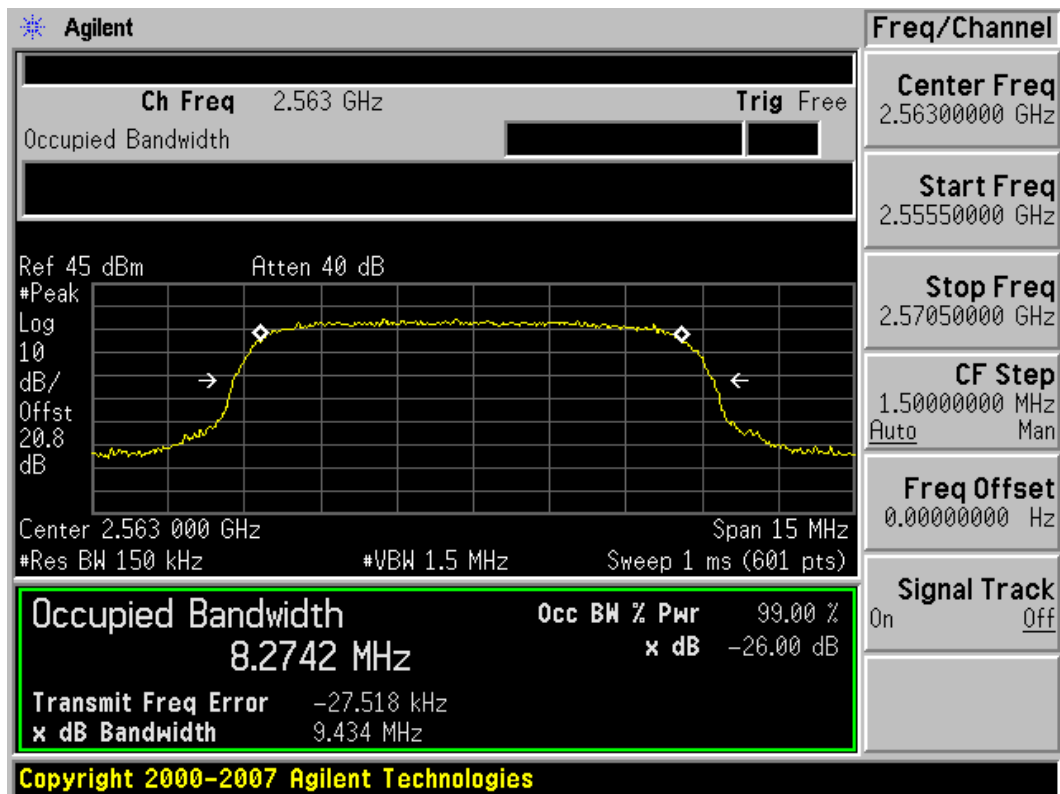 Agilent
Freq/Channel
Ch Freq 2.563 GHz Trig Free
Occupied Bandwidth
Center Freq
2.56300000 GHz
Start Freq
2.55550000 GHz
Stop Freq
2.57050000 GHz
CF Step
1.50000000 MHz
Auto Man
Freq Offset
0.00000000 Hz
Signal Track
On Off
Ref 45 dBm Atten 40 dB
#Peak
Log
10
dB/
Offst
20.8
dB
Center 2.563 000 GHz Span 15 MHz
#Res BW 150 kHz #VBW 1.5 MHz Sweep 1 ms (601 pts)
Occupied Bandwidth
8.2742 MHz
Occ BW % Pwr 99.00 %
x dB -26.00 dB
Transmit Freq Error -27.518 kHz
x dB Bandwidth 9.434 MHz
Copyright 2000-2007 Agilent Technologies